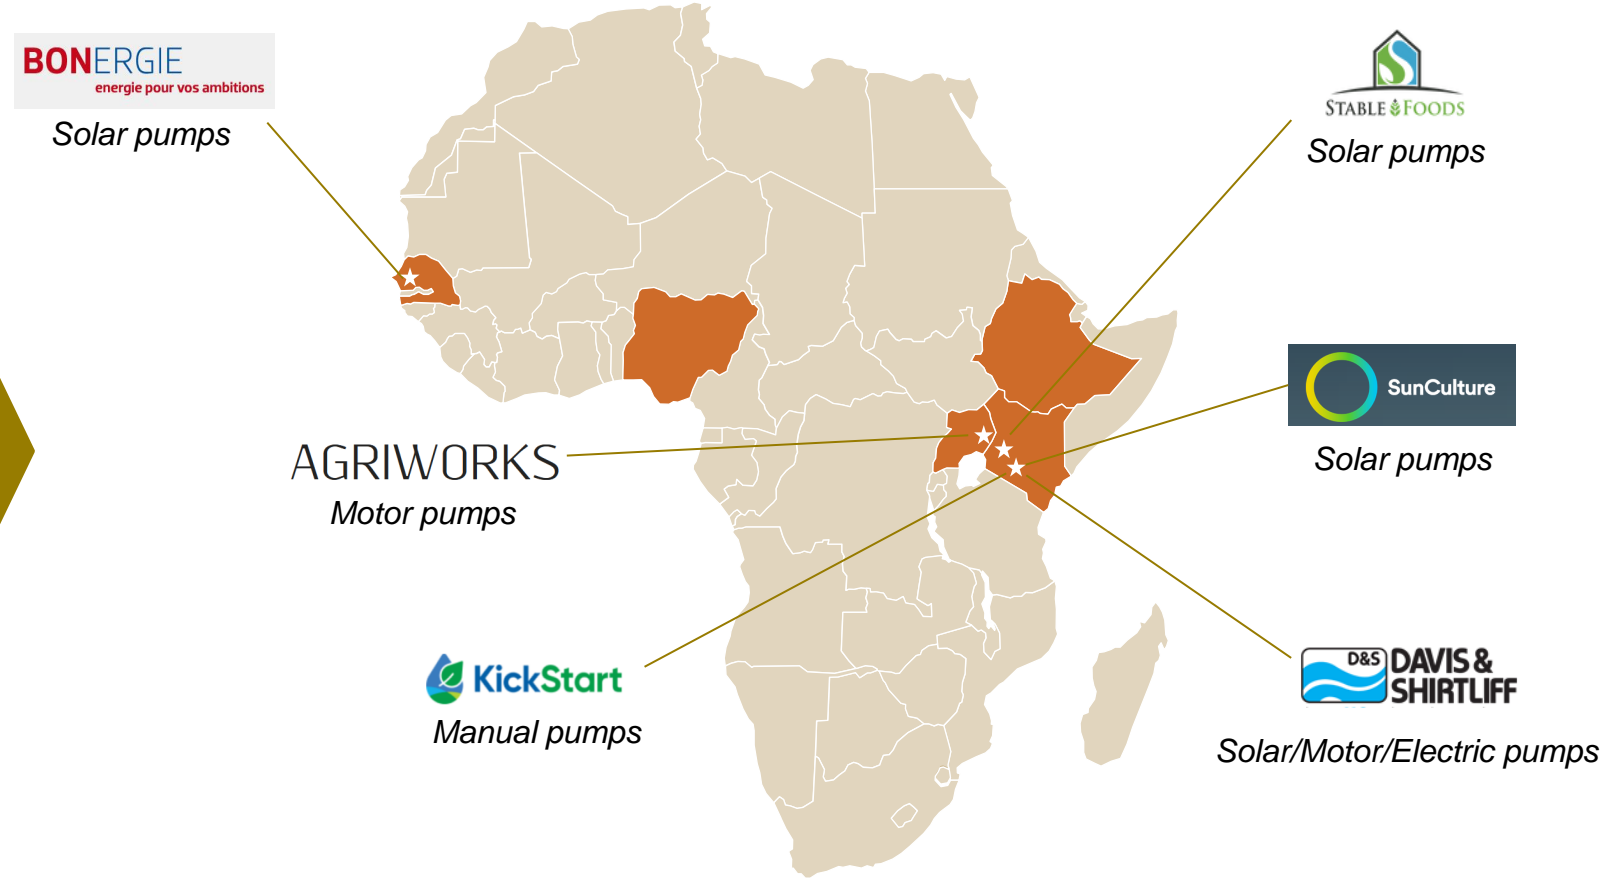 BONERGIE
energie pour vos ambitions
Solar pumps
STABLE FOODS
Solar pumps
SunCulture
Solar pumps
AGRIWORKS
Motor pumps
KickStart
Manual pumps
D&S DAVIS &
SHIRTLIFF
Solar/Motor/Electric pumps